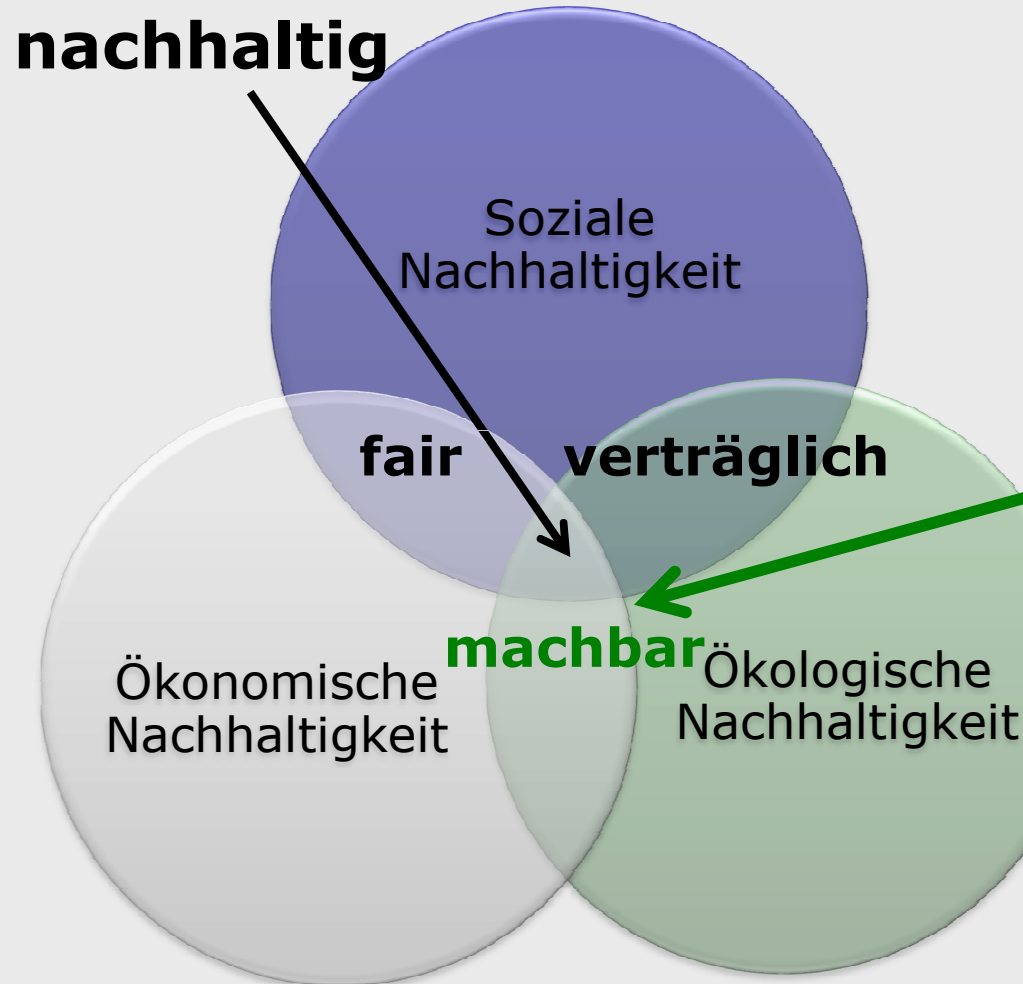 nachhaltig
Soziale
Nachhaltigkeit
fair
verträglich
machbar
Ökonomische
Nachhaltigkeit
Ökologische
Nachhaltigkeit